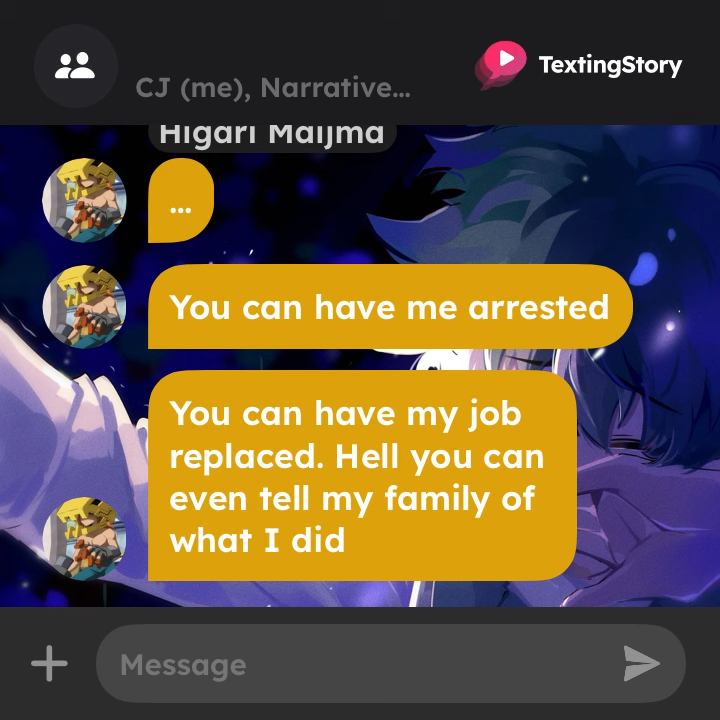 TextingStory
CJ (me), Narrative...
Higari Maijma
...
You can have me arrested
You can have my job
replaced. Hell you can
even tell my family of
what I did
Message